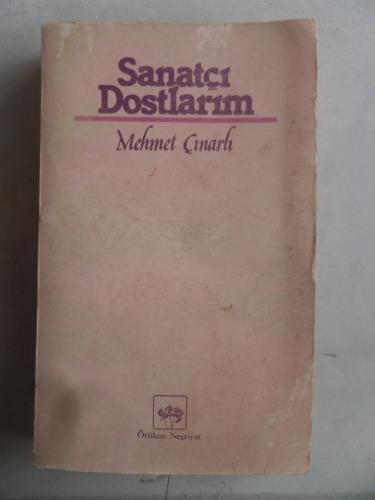 Sanatçı
Dostlarım
Mehmet Çınarlı
Ötüken Neşriyat